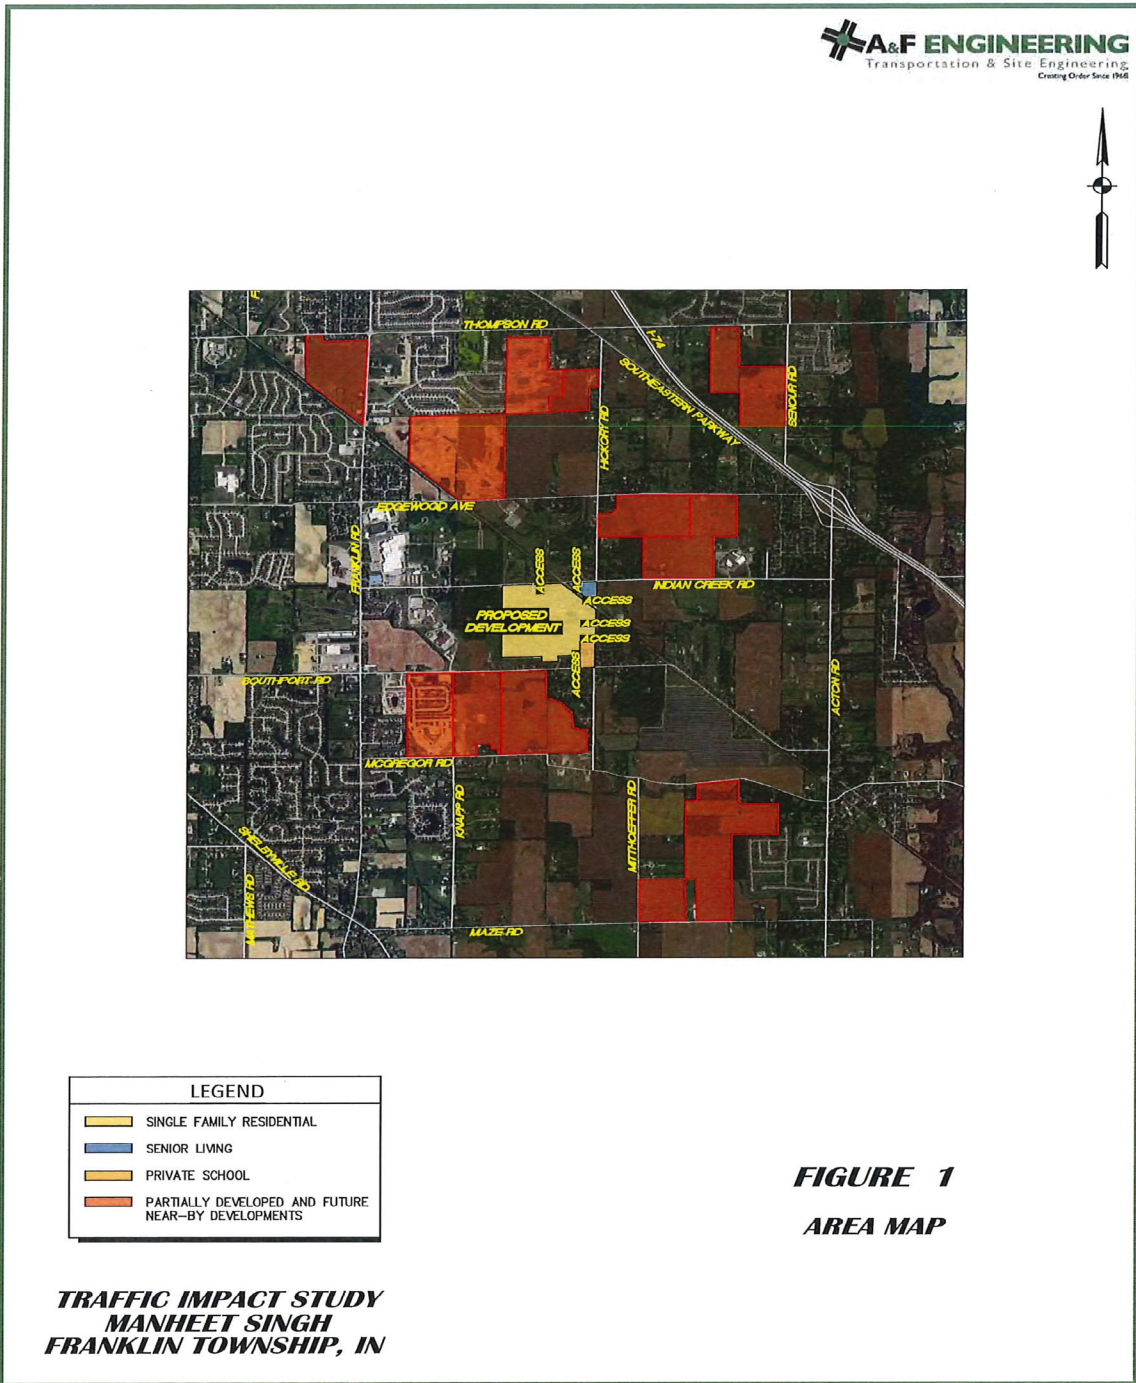 A&F ENGINEERING
Transportation & Site Engineering
Creating Order Since 1966
THOMPSON RD
I-74
SOUTHEASTERN PARKWAY
BENOUR RD
HICKORY RD
EDGEWOOD AVE
FRANKLIN RD
ACCESS
ACCESS
INDIAN CREEK RD
ACCESS
PROPOSED
DEVELOPMENT
ACCESS
ACCESS
ACCESS
SOUTHPORT RD
ACTON RD
MCGREGOR RD
KNAPP RD
MITTHOEFFER RD
SHELBYVILLE RD
MATHEWS RD
MAZE RD
LEGEND
SINGLE FAMILY RESIDENTIAL
SENIOR LIVING
PRIVATE SCHOOL
PARTIALLY DEVELOPED AND FUTURE
NEAR-BY DEVELOPMENTS
FIGURE 1
AREA MAP
TRAFFIC IMPACT STUDY
MANHEET SINGH
FRANKLIN TOWNSHIP, IN